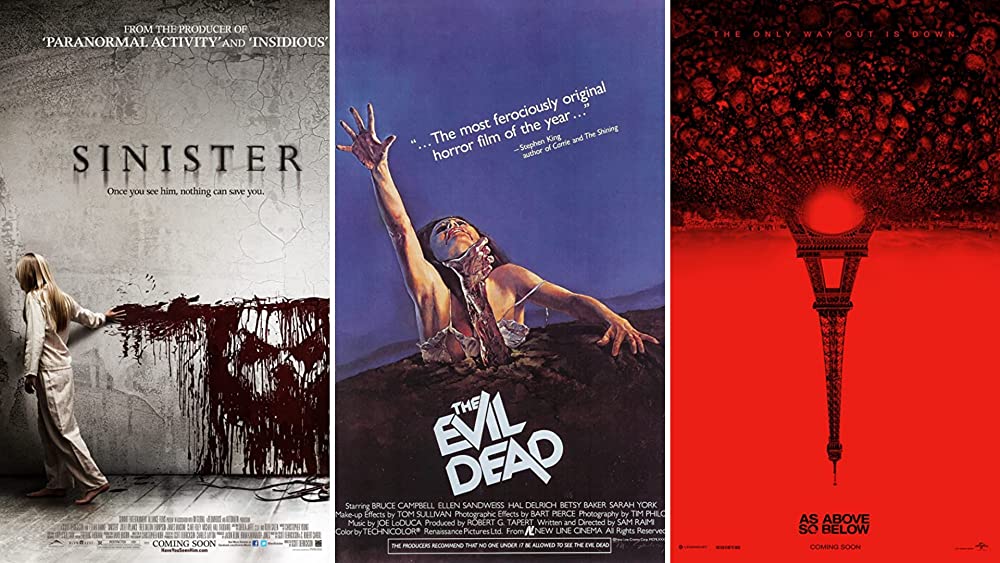 FROM THE PRODUCER OF
'PARANORMAL ACTIVITY' AND 'INSIDIOUS'
SINISTER
Once you see him, nothing can save you.
COMING SOON
HaveYouSeenHim.com
"...The most ferociously original
horror film of the year..."
—Stephen King
author of Carrie and The Shining
THE
EVIL
DEAD
Starring BRUCE CAMPBELL ELLEN SANDWEISS HAL DELRICH BETSY BAKER SARAH YORK
Make-up Effects by TOM SULLIVAN Photographic Effects by BART PIERCE Photography by TIM PHILO
Music by JOE LoDUCA Produced by ROBERT G. TAPERT Written and Directed by SAM RAIMI
Color by TECHNICOLOR Renaissance Pictures Ltd. From NEW LINE CINEMA All Rights Reserved
THE PRODUCERS RECOMMEND THAT NO ONE UNDER 17 BE ALLOWED TO SEE THE EVIL DEAD
THE ONLY WAY OUT IS DOWN.
AS ABOVE
SO BELOW
COMING SOON